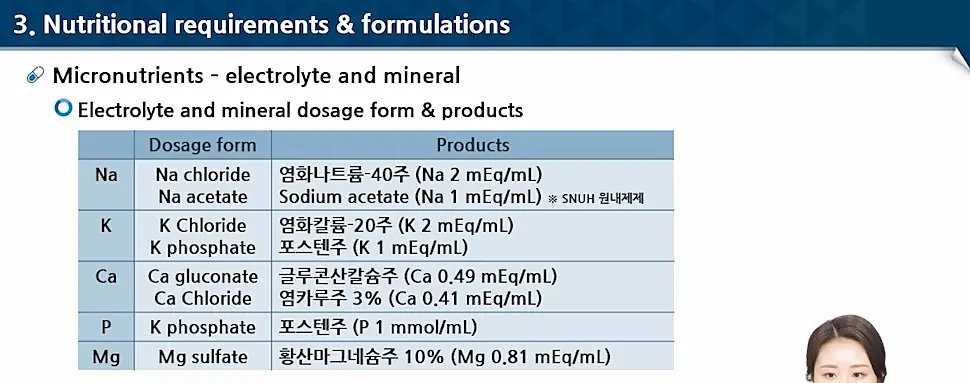 3. Nutritional requirements & formulations
Micronutrients - electrolyte and mineral
Electrolyte and mineral dosage form & products
Dosage form Products
Na Na chloride 염화나트륨-40주 (Na 2 mEq/mL)
Na acetate Sodium acetate (Na 1 mEq/mL) ※ SNUH 원내제제
K K Chloride 염화칼륨-20주 (K 2 mEq/mL)
K phosphate 포스텐주 (K 1 mEq/mL)
Ca Ca gluconate 글루콘산칼슘주 (Ca 0.49 mEq/mL)
Ca Chloride 염카루주 3% (Ca 0.41 mEq/mL)
P K phosphate 포스텐주 (P 1 mmol/mL)
Mg Mg sulfate 황산마그네슘주 10% (Mg 0.81 mEq/mL)